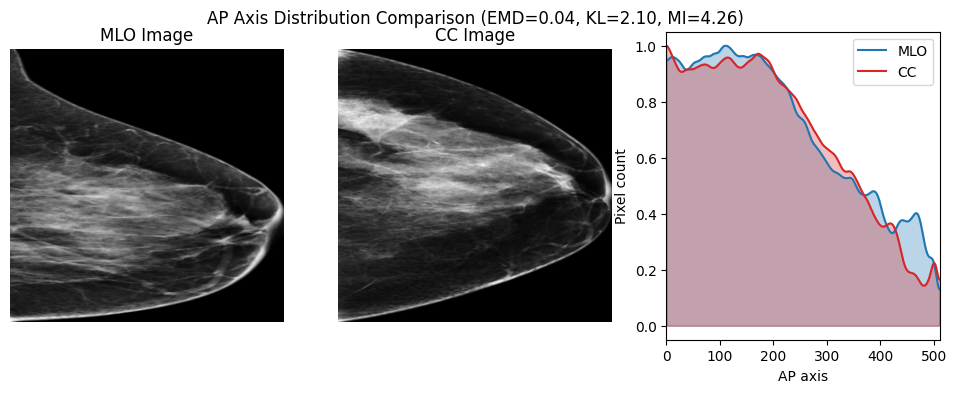 AP Axis Distribution Comparison (EMD=0.04, KL=2.10, MI=4.26)
MLO Image
CC Image
MLO
CC
Pixel count
1.0
0.8
0.6
0.4
0.2
0.0
0 100 200 300 400 500
AP axis